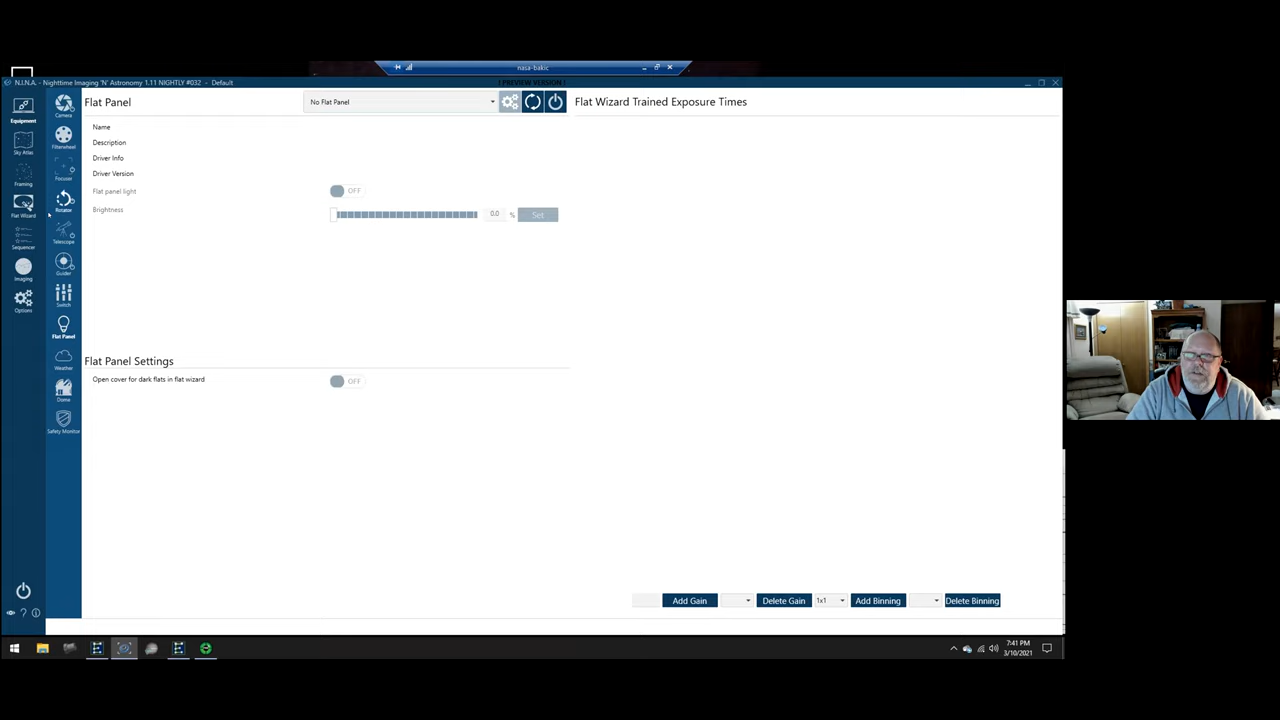 nasa-bakic
N.I.N.A. - Nighttime Imaging 'N' Astronomy 1.11 NIGHTLY #032 - Default
! PREVIEW VERSION !
Equipment
Sky Atlas
Framing
Flat Wizard
Sequencer
Imaging
Options
Camera
Filterwheel
Focuser
Rotator
Telescope
Guider
Switch
Flat Panel
Weather
Dome
Safety Monitor
Flat Panel
No Flat Panel
Name
Description
Driver Info
Driver Version
Flat panel light
OFF
Brightness
0.0 %
Set
Flat Panel Settings
Open cover for dark flats in flat wizard
OFF
Flat Wizard Trained Exposure Times
Add Gain
Delete Gain
1x1
Add Binning
Delete Binning
7:41 PM
3/10/2021